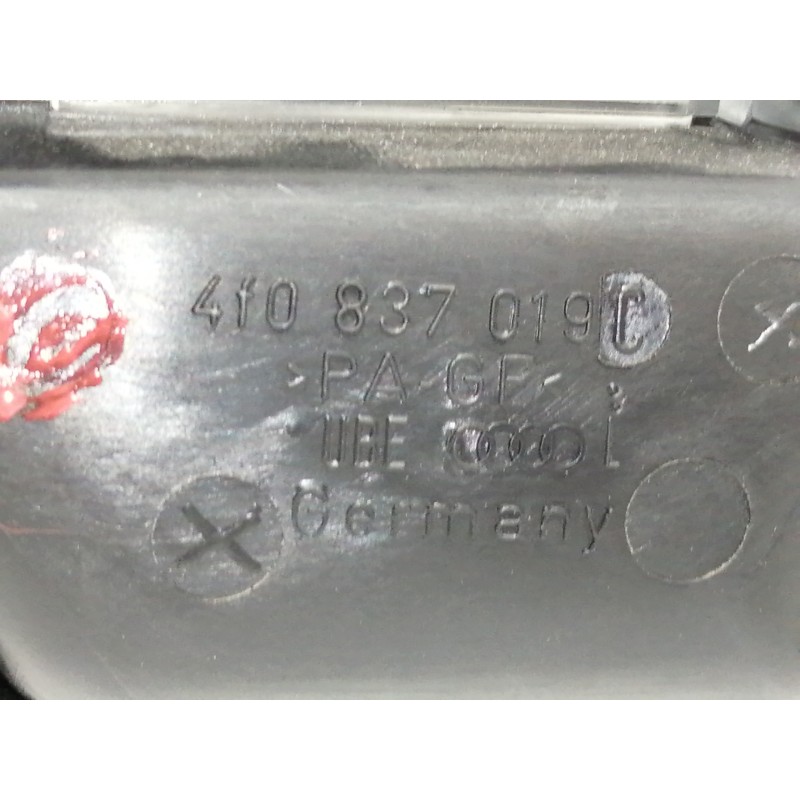 4f0 837 019 C
>PA GF<
UBE
Germany